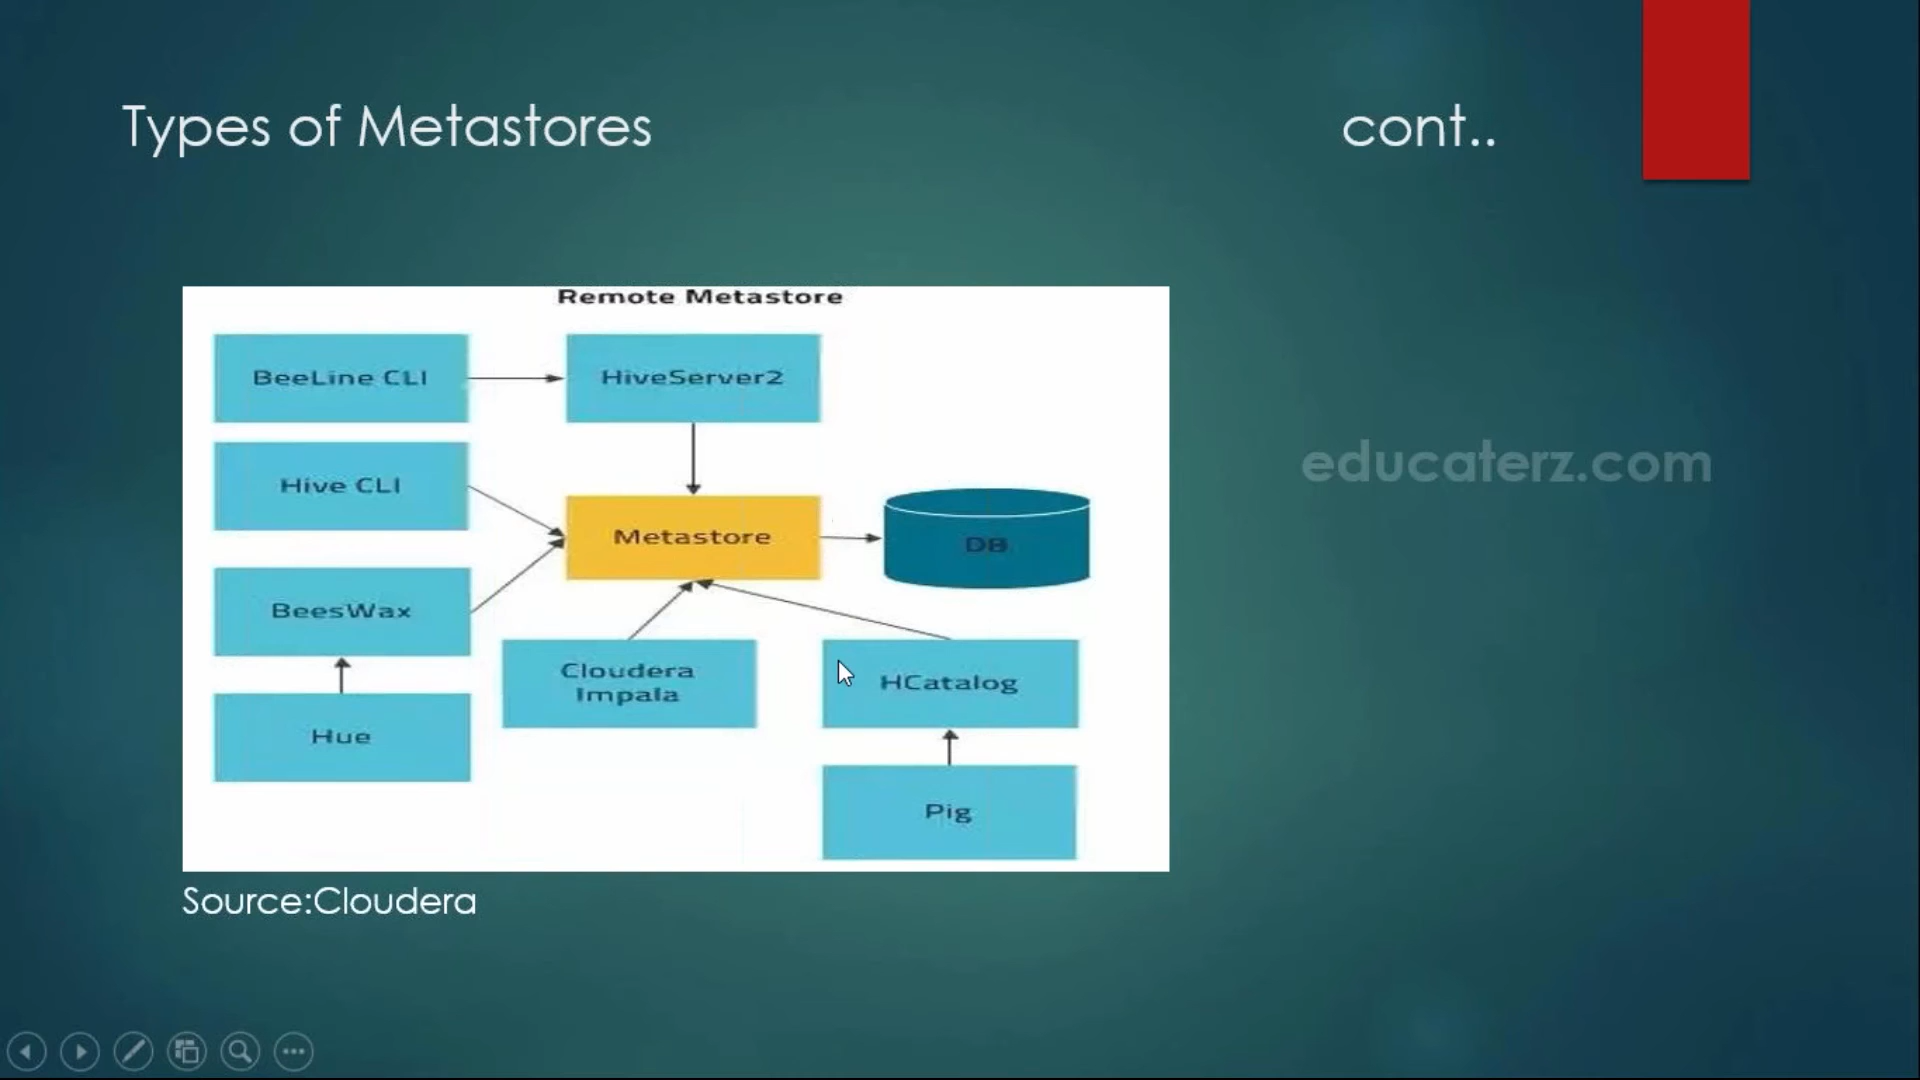 Types of Metastores cont..
Remote Metastore
BeeLine CLI
HiveServer2
Hive CLI
Metastore
DB
BeesWax
Cloudera
Impala
HCatalog
Hue
Pig
educaterz.com
Source:Cloudera